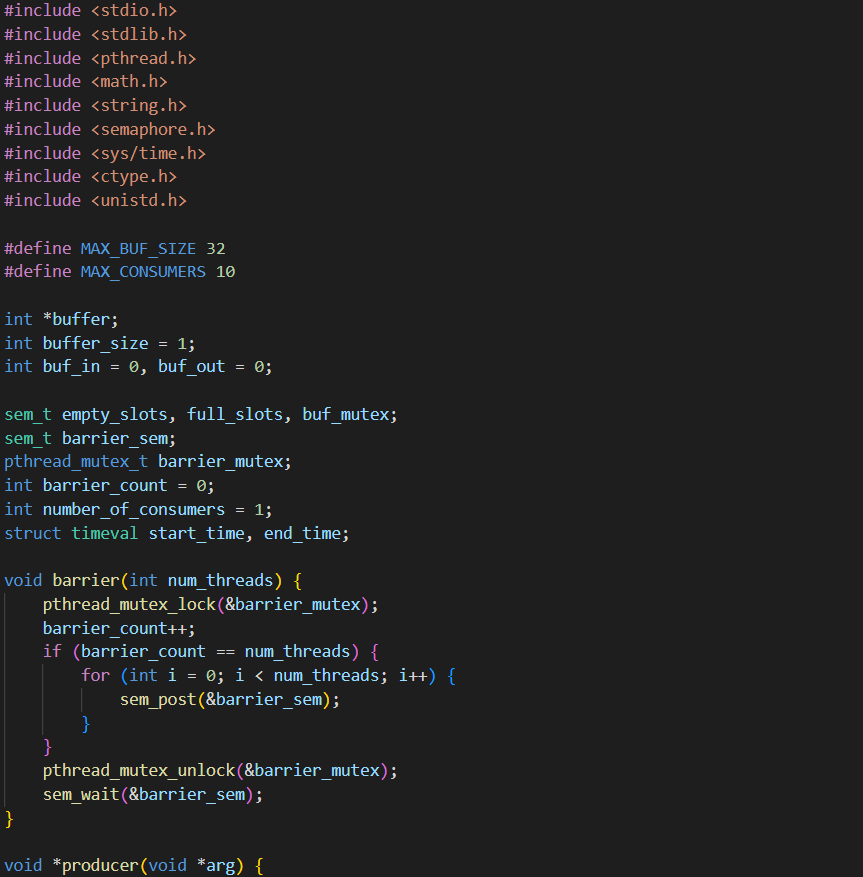 #include <stdio.h>
#include <stdlib.h>
#include <pthread.h>
#include <math.h>
#include <string.h>
#include <semaphore.h>
#include <sys/time.h>
#include <ctype.h>
#include <unistd.h>

#define MAX_BUF_SIZE 32
#define MAX_CONSUMERS 10

int *buffer;
int buffer_size = 1;
int buf_in = 0, buf_out = 0;

sem_t empty_slots, full_slots, buf_mutex;
sem_t barrier_sem;
pthread_mutex_t barrier_mutex;
int barrier_count = 0;
int number_of_consumers = 1;
struct timeval start_time, end_time;

void barrier(int num_threads) {
    pthread_mutex_lock(&barrier_mutex);
    barrier_count++;
    if (barrier_count == num_threads) {
        for (int i = 0; i < num_threads; i++) {
            sem_post(&barrier_sem);
        }
    }
    pthread_mutex_unlock(&barrier_mutex);
    sem_wait(&barrier_sem);
}

void *producer(void *arg) {